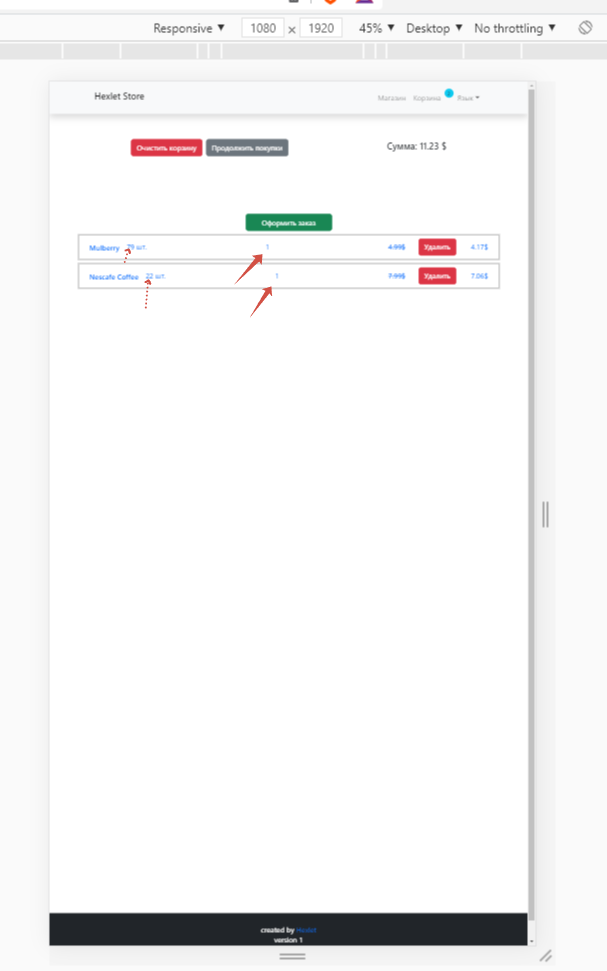 Responsive ▼ 1080 x 1920 45% ▼ Desktop ▼ No throttling ▼
Hexlet Store Магазин Корзина Язык
Очистить корзину Продолжить покупки Сумма: 11.23 $
Оформить заказ
Mulberry 79 шт. 1 4.99$ Удалить 4.17$
Nescafe Coffee 22 шт. 1 7.99$ Удалить 7.06$
created by Hexlet
version 1